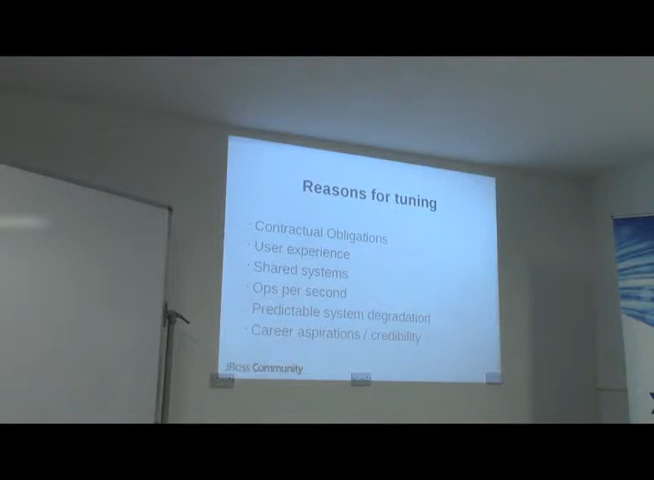 Reasons for tuning
· Contractual Obligations
· User experience
· Shared systems
· Ops per second
Predictable system degradation
· Career aspirations / credibility
JBoss Community